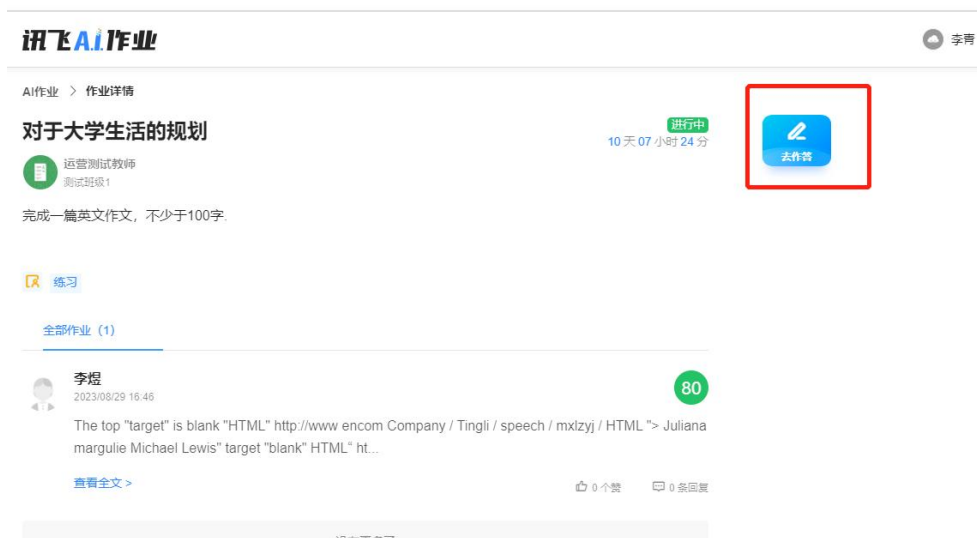 讯飞A.I.作业
李青
AI作业 > 作业详情
对于大学生活的规划
进行中
10 天 07 小时 24 分
去作答
运营测试教师
测试班级1
完成一篇英文作文，不少于100字.
练习
全部作业（1）
李煜
2023/08/29 16:46
80
The top "target" is blank "HTML" http://www encom Company / Tingli / speech / mxlzyj / HTML "> Juliana
margulie Michael Lewis" target "blank" HTML“ ht...
查看全文 >
0 个赞
0 条回复